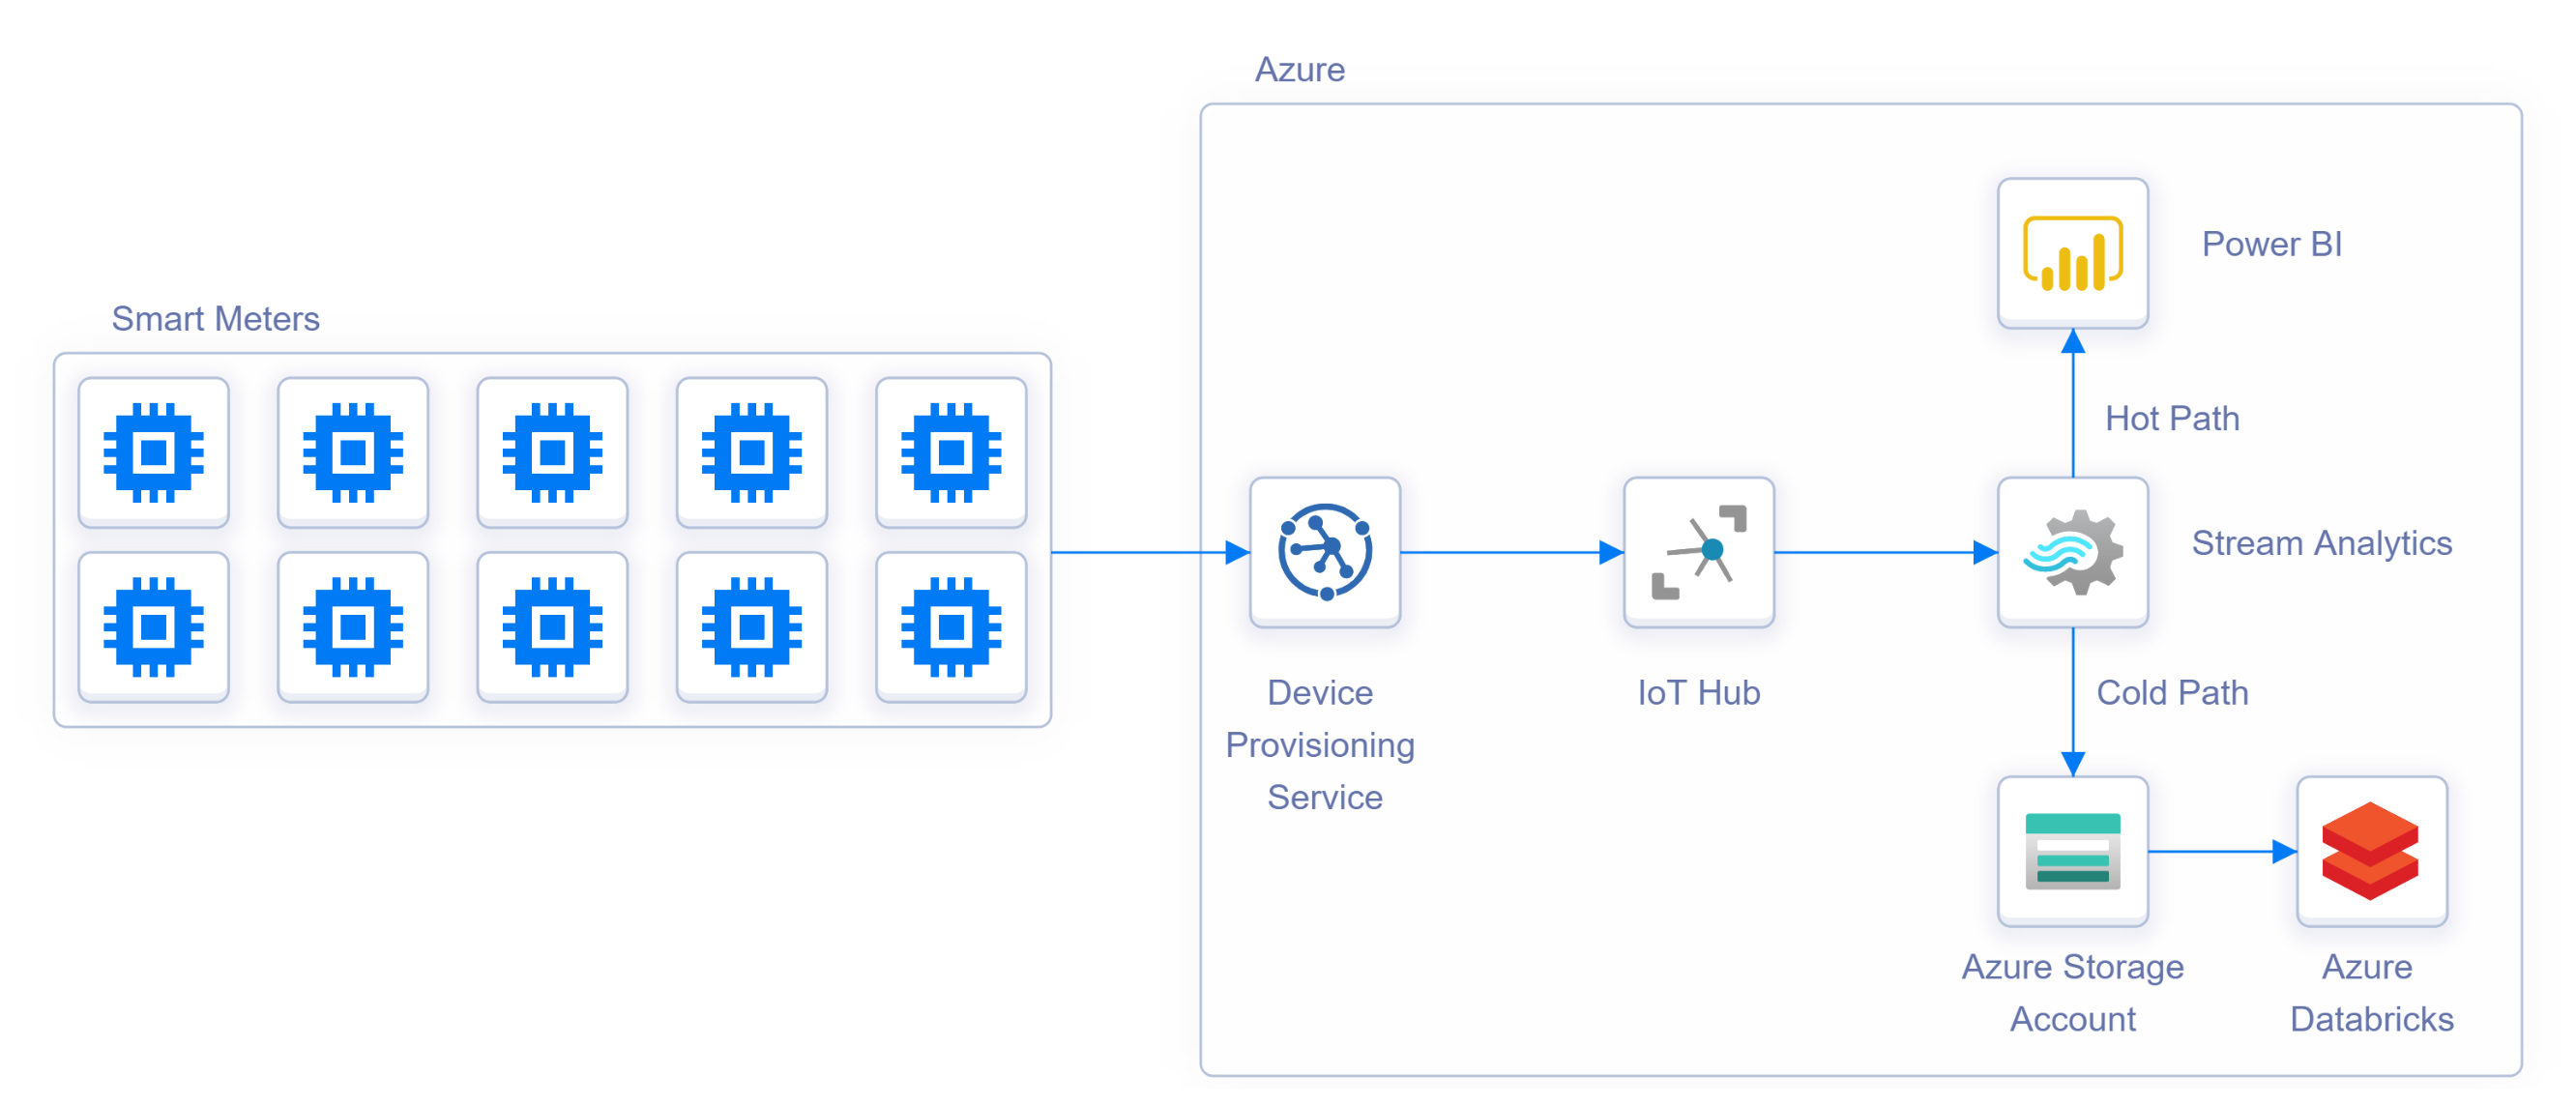 Azure
Power BI
Smart Meters
Hot Path
Stream Analytics
Device
Provisioning
Service
IoT Hub
Cold Path
Azure Storage
Account
Azure
Databricks